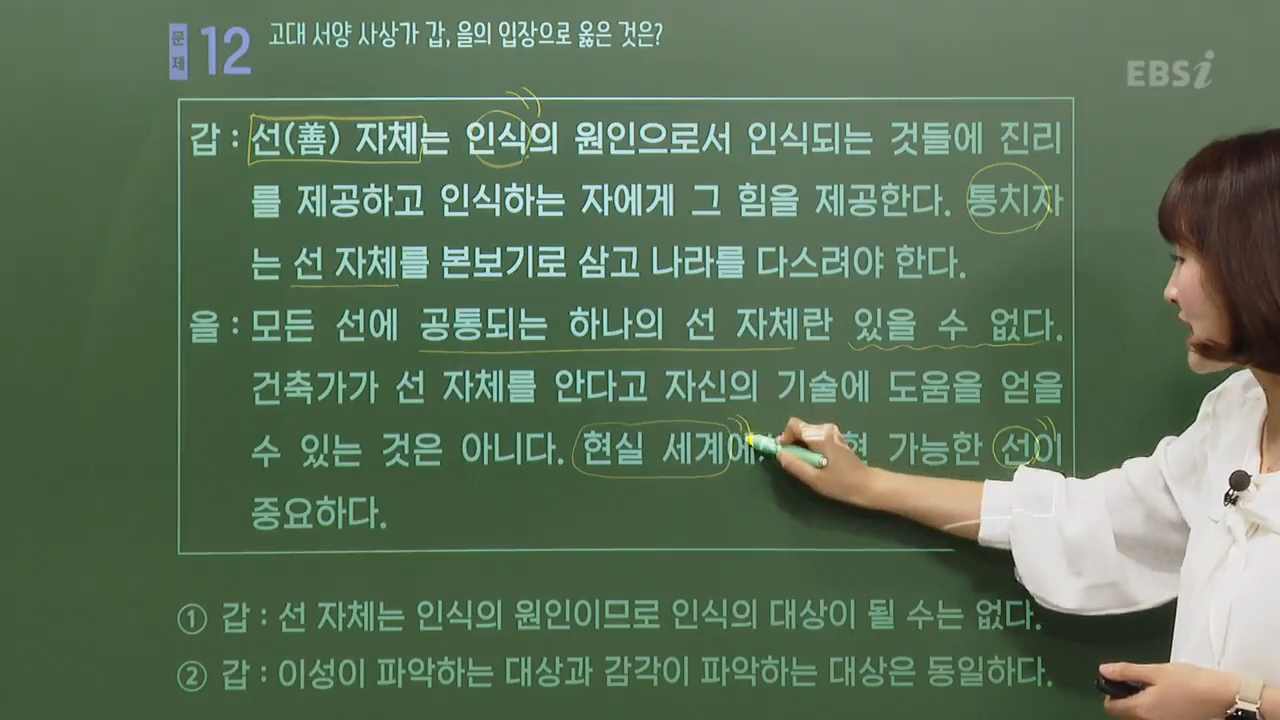 문제 12 고대 서양 사상가 갑, 을의 입장으로 옳은 것은?
EBSi
갑 : 선(善) 자체는 인식의 원인으로서 인식되는 것들에 진리
를 제공하고 인식하는 자에게 그 힘을 제공한다. 통치자
는 선 자체를 본보기로 삼고 나라를 다스려야 한다.
을 : 모든 선에 공통되는 하나의 선 자체란 있을 수 없다.
건축가가 선 자체를 안다고 자신의 기술에 도움을 얻을
수 있는 것은 아니다. 현실 세계에 가능한 선이
중요하다.
① 갑 : 선 자체는 인식의 원인이므로 인식의 대상이 될 수는 없다.
② 갑 : 이성이 파악하는 대상과 감각이 파악하는 대상은 동일하다.